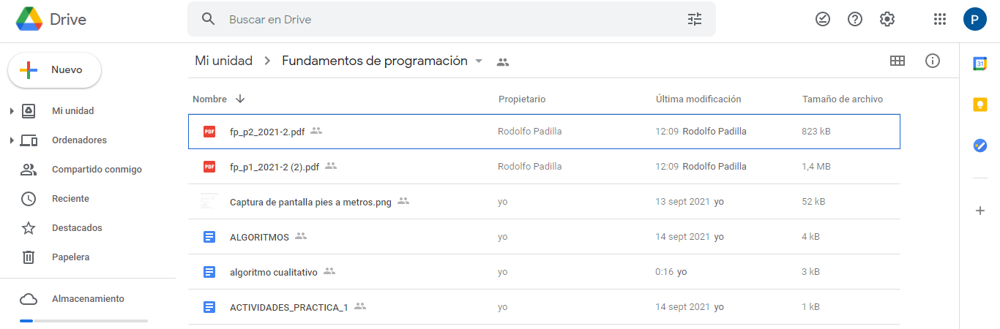 Drive
Buscar en Drive
P
Nuevo
Mi unidad
Ordenadores
Compartido conmigo
Reciente
Destacados
Papelera
Almacenamiento
Mi unidad > Fundamentos de programación
Nombre Propietario Última modificación Tamaño de archivo
PDF fp_p2_2021-2.pdf Rodolfo Padilla 12:09 Rodolfo Padilla 823 kB
PDF fp_p1_2021-2 (2).pdf Rodolfo Padilla 12:09 Rodolfo Padilla 1,4 MB
Captura de pantalla pies a metros.png yo 13 sept 2021 yo 52 kB
ALGORITMOS yo 14 sept 2021 yo 4 kB
algoritmo cualitativo yo 0:16 yo 3 kB
ACTIVIDADES_PRACTICA_1 yo 14 sept 2021 yo 1 kB
31